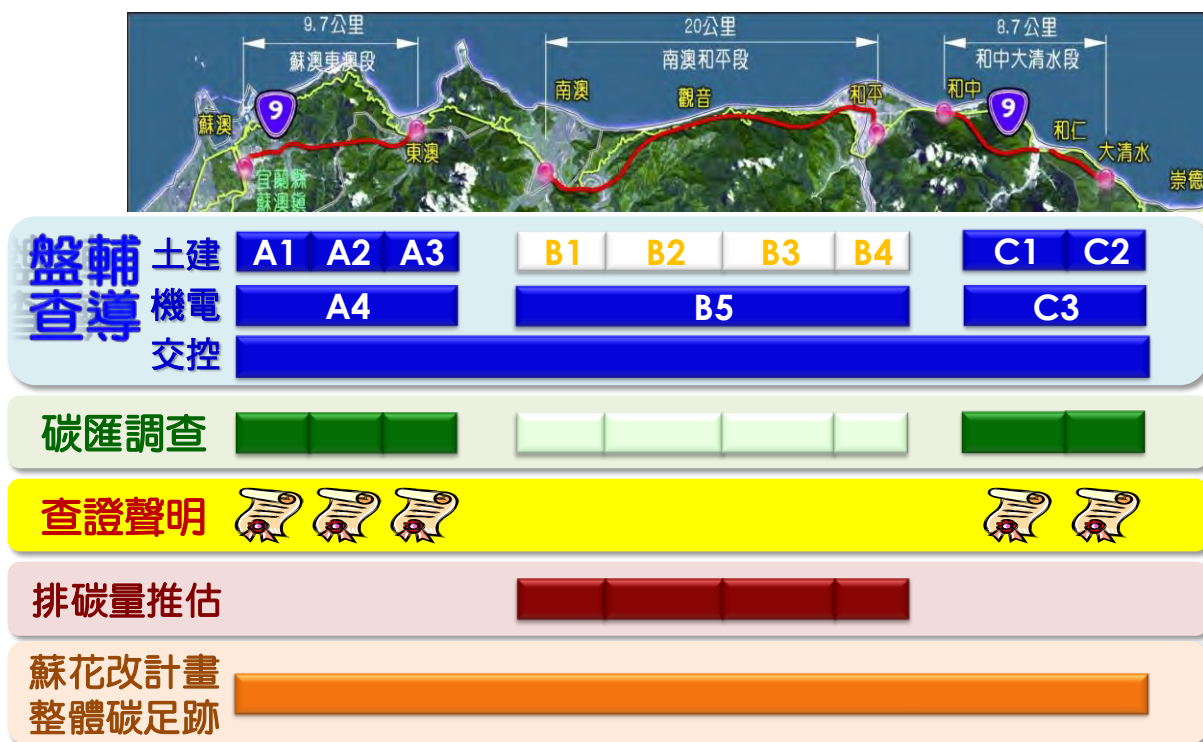 9.7公里
20公里
8.7公里
蘇澳東澳段
南澳和平段
和中大清水段
蘇澳
9
東澳
宜蘭縣
蘇澳鎮
南澳
觀音
和平
和中
9
和仁
大清水
崇德
盤輔
查導
土建
A1 A2 A3
B1 B2 B3 B4
C1 C2
機電
A4
B5
C3
交控
碳匯調查
查證聲明
排碳量推估
蘇花改計畫
整體碳足跡